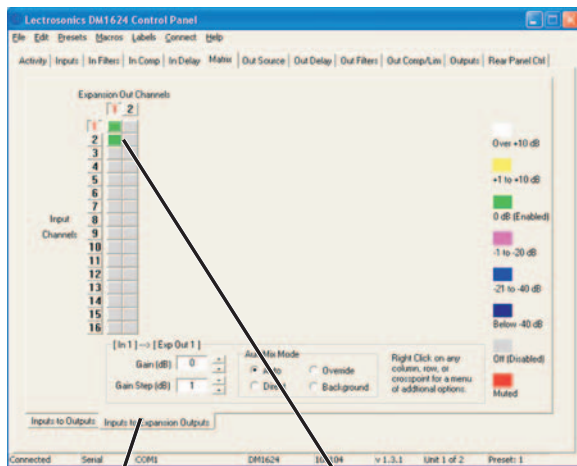 Lectrosonics DM1624 Control Panel
File Edit Presets Macros Labels Connect Help
Activity Inputs In Filters In Comp In Delay Matrix Out Source Out Delay Out Filters Out Comp/Lim Outputs Rear Panel Ctrl
Expansion Out Channels
1 2
1
2
3
4
5
6
7
Input 8
Channels 9
10
11
12
13
14
15
16
Over +10 dB
+1 to +10 dB
0 dB (Enabled)
-1 to -20 dB
-21 to -40 dB
Below -40 dB
Off (Disabled)
Muted
[ In 1 ] --> [ Exp Out 1 ]
Gain (dB) 0
Gain Step (dB) 1
Mix Mode
Auto Override
Direct Background
Right Click on any
column, row, or
crosspoint for a menu
of additional options.
Inputs to Outputs Inputs to Expansion Outputs
Connected Serial COM1 DM1624 104 v 1.3.1 Unit 1 of 2 Preset: 1